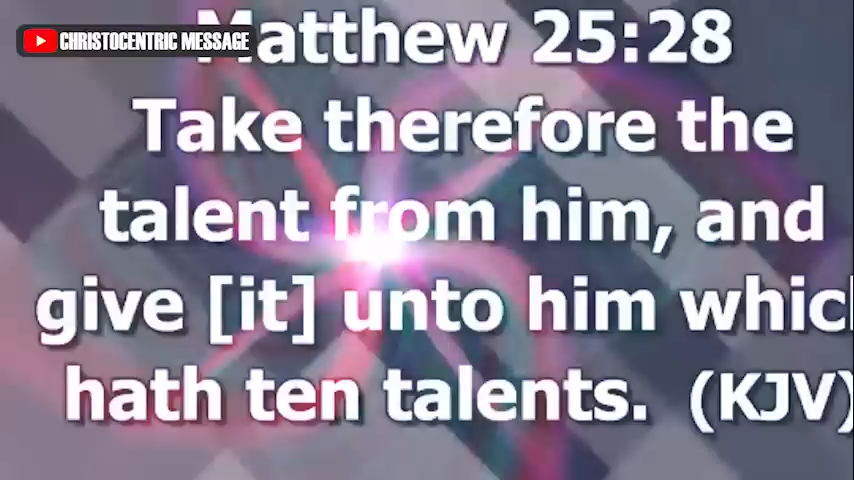 CHRISTOCENTRIC MESSAGE
Matthew 25:28
Take therefore the
talent from him, and
give [it] unto him which
hath ten talents. (KJV)